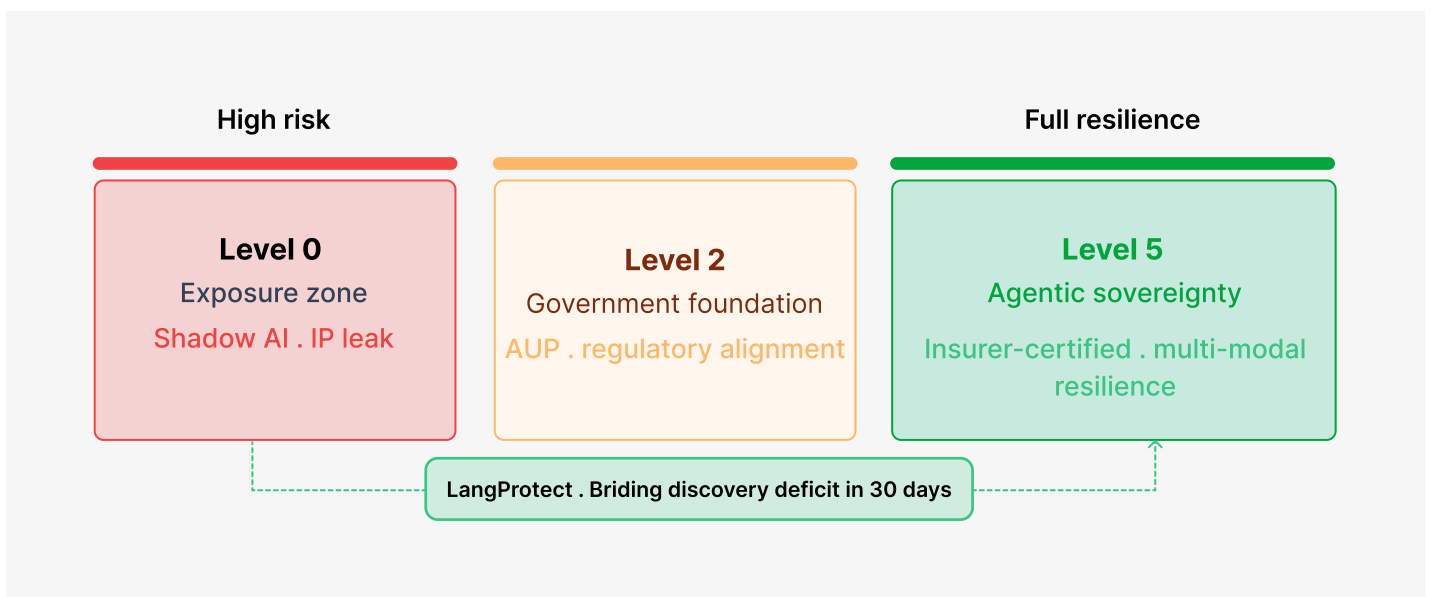 High risk
Full resilience
Level 0
Exposure zone
Shadow AI . IP leak
Level 2
Government foundation
AUP . regulatory alignment
Level 5
Agentic sovereignty
Insurer-certified . multi-modal
resilience
LangProtect . Briding discovery deficit in 30 days